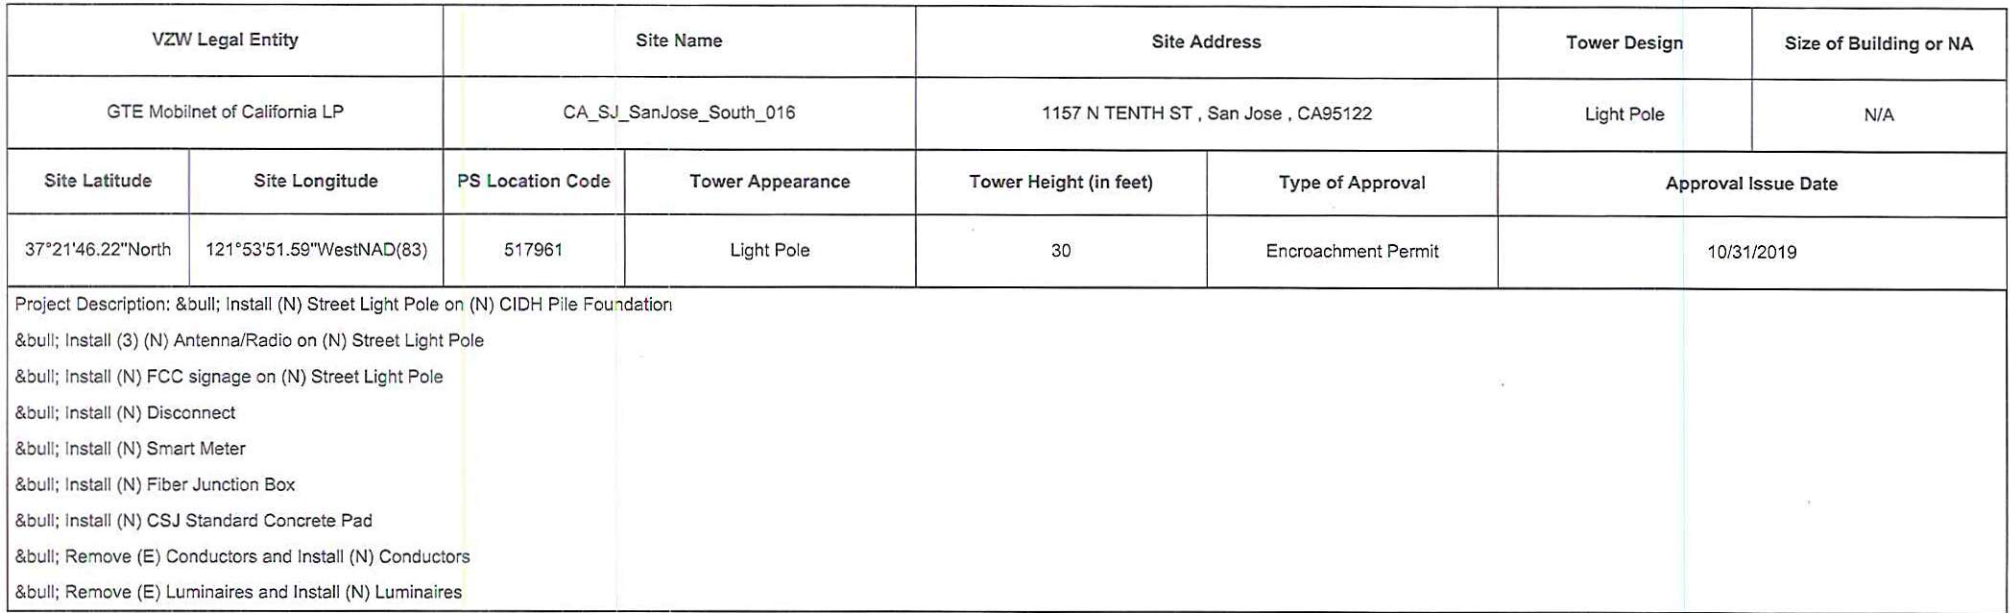 VZW Legal Entity Site Name Site Address Tower Design Size of Building or NA
GTE Mobilnet of California LP CA_SJ_SanJose_South_016 1157 N TENTH ST , San Jose , CA95122 Light Pole N/A
Site Latitude Site Longitude PS Location Code Tower Appearance Tower Height (in feet) Type of Approval Approval Issue Date
37°21'46.22"North 121°53'51.59"WestNAD(83) 517961 Light Pole 30 Encroachment Permit 10/31/2019
Project Description: &bull; Install (N) Street Light Pole on (N) CIDH Pile Foundation
&bull; Install (3) (N) Antenna/Radio on (N) Street Light Pole
&bull; Install (N) FCC signage on (N) Street Light Pole
&bull; Install (N) Disconnect
&bull; Install (N) Smart Meter
&bull; Install (N) Fiber Junction Box
&bull; Install (N) CSJ Standard Concrete Pad
&bull; Remove (E) Conductors and Install (N) Conductors
&bull; Remove (E) Luminaires and Install (N) Luminaires